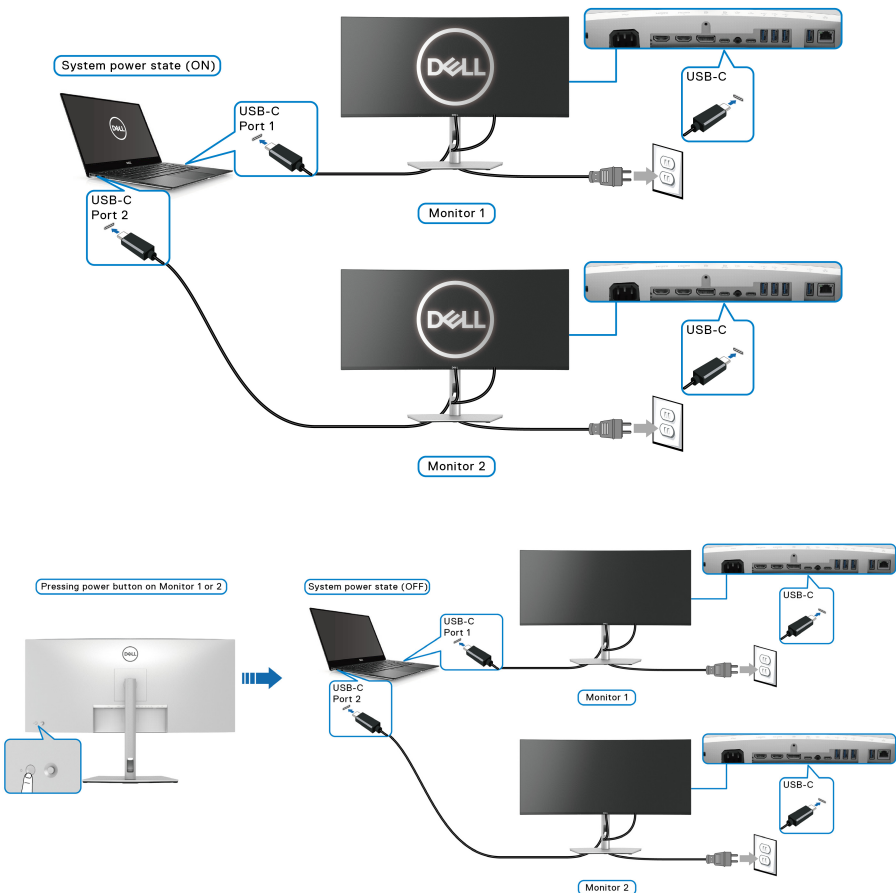 System power state (ON)
DELL
DELL
USB-C
Port 1
USB-C
Port 2
USB-C
Monitor 1
DELL
USB-C
Monitor 2
Pressing power button on Monitor 1 or 2
DELL
System power state (OFF)
USB-C
Port 1
USB-C
Port 2
USB-C
Monitor 1
USB-C
Monitor 2